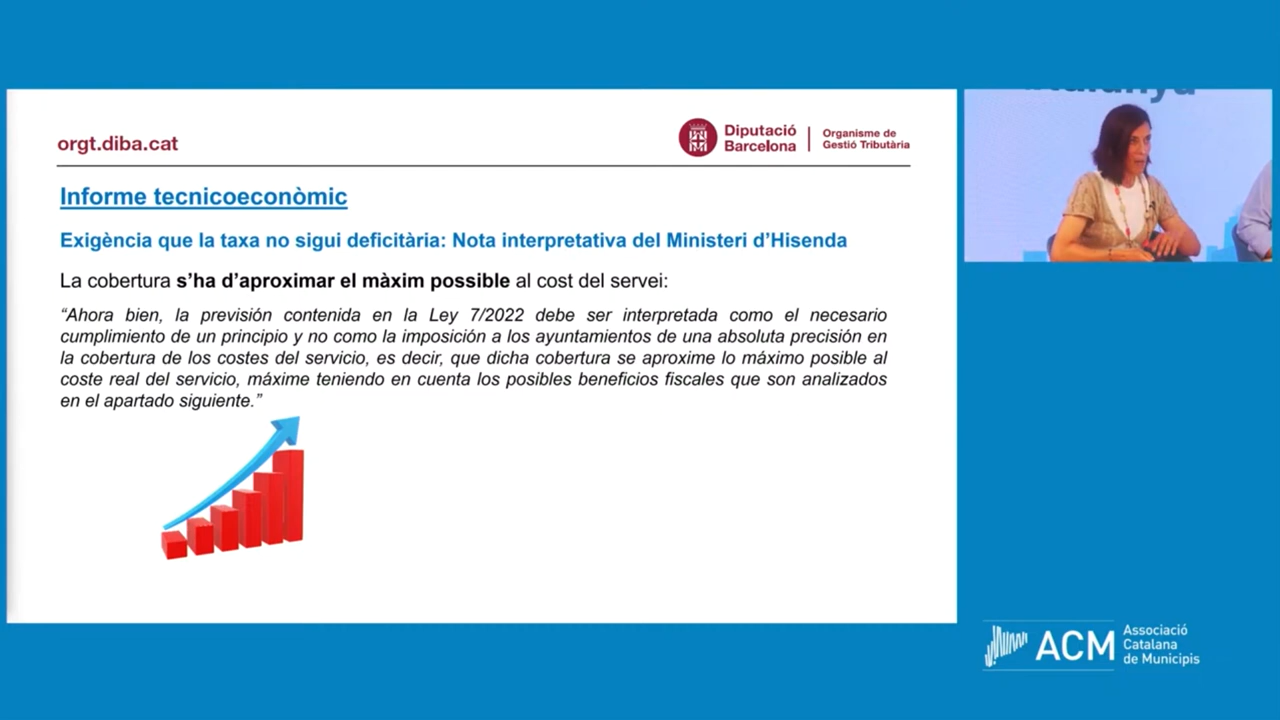 orgt.diba.cat
Diputació
Barcelona
Organisme de
Gestió Tributària
Informe tecnicoeconòmic
Exigència que la taxa no sigui deficitària: Nota interpretativa del Ministeri d’Hisenda
La cobertura s’ha d’aproximar el màxim possible al cost del servei:
“Ahora bien, la previsión contenida en la Ley 7/2022 debe ser interpretada como el necesario
cumplimiento de un principio y no como la imposición a los ayuntamientos de una absoluta precisión en
la cobertura de los costes del servicio, es decir, que dicha cobertura se aproxime lo máximo posible al
coste real del servicio, máxime teniendo en cuenta los posibles beneficios fiscales que son analizados
en el apartado siguiente.”
ACM
Associació
Catalana
de Municipis